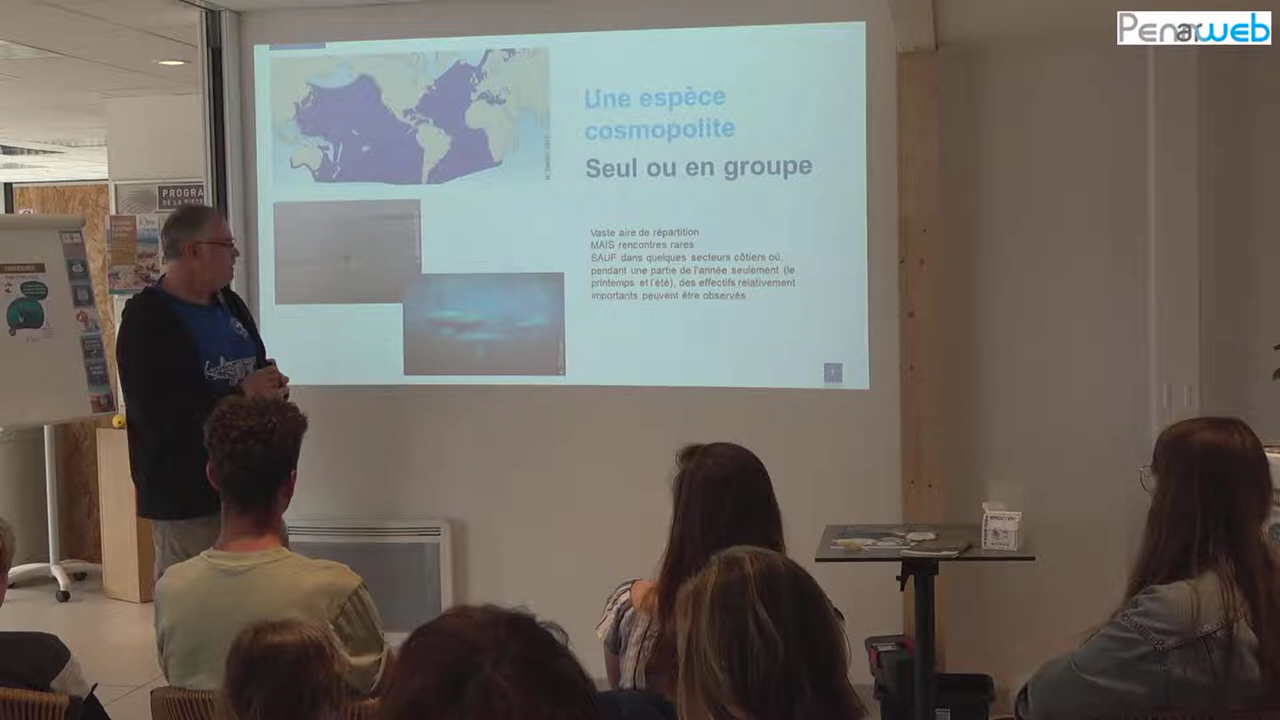 Penarweb
Une espèce
cosmopolite
Seul ou en groupe
Vaste aire de répartition
MAIS rencontres rares
SAUF dans quelques secteurs côtiers où,
pendant une partie de l'année seulement (le
printemps et l'été), des effectifs relativement
importants peuvent être observés
PROGRA